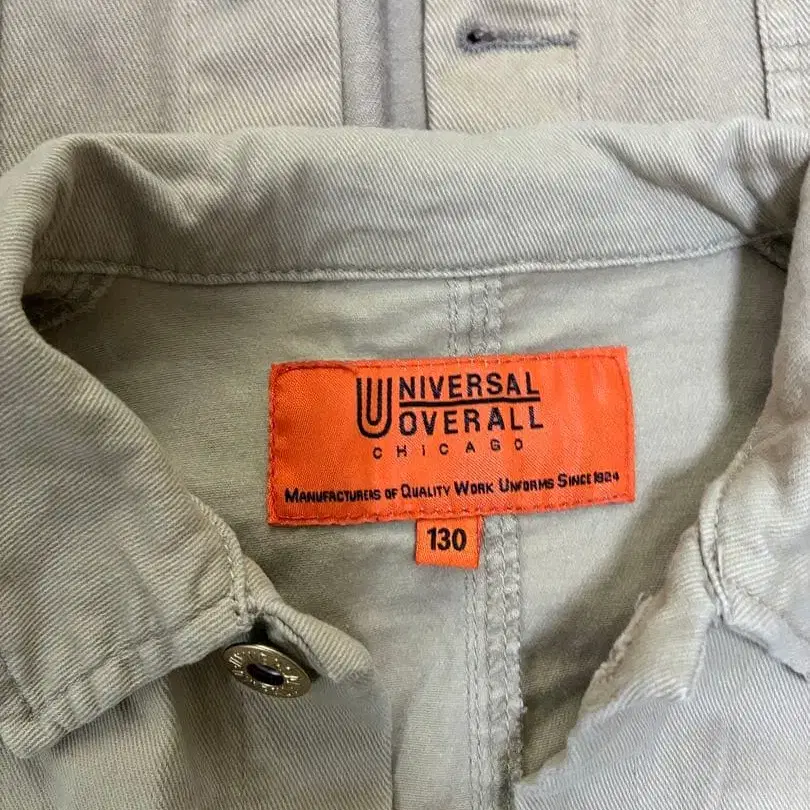 UNIVERSAL
OVERALL
CHICAGO
MANUFACTURERS OF QUALITY WORK UNIFORMS SINCE 1924
130